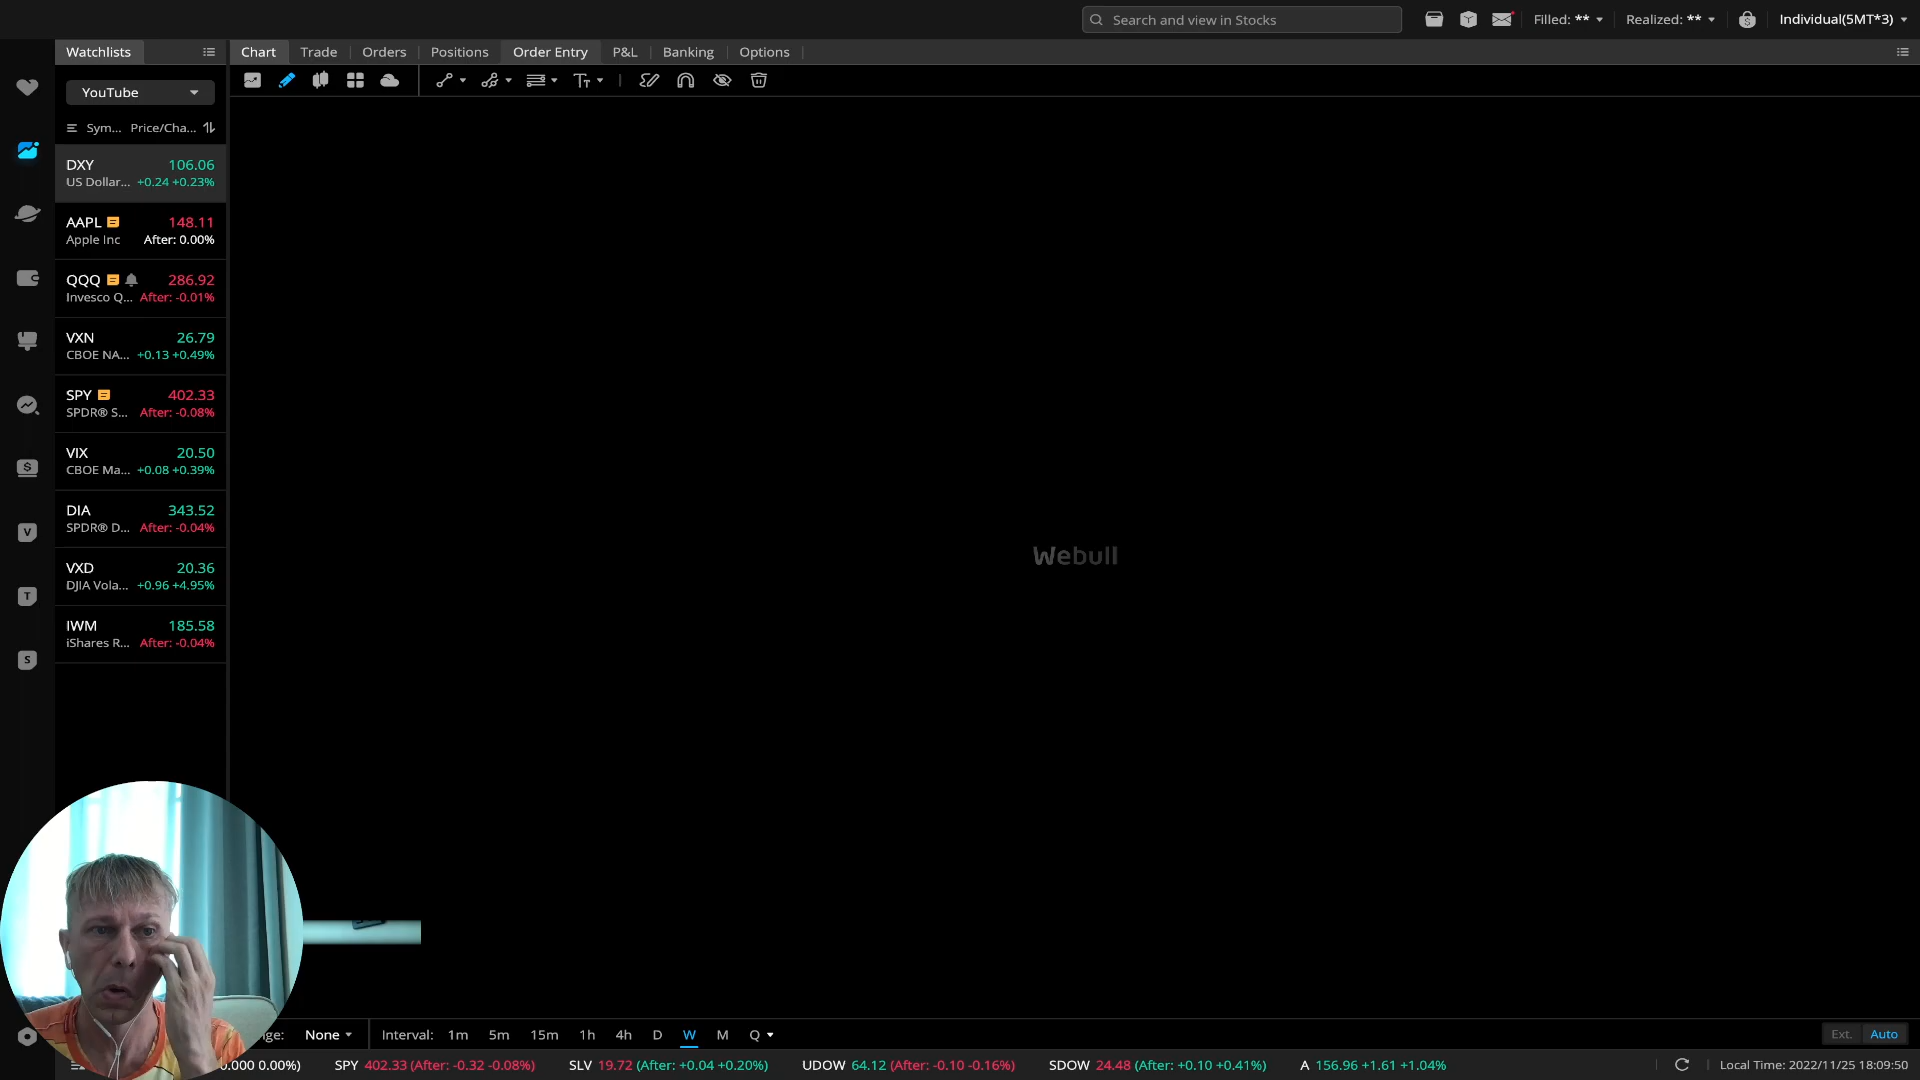 Search and view in Stocks
Filled: **
Realized: **
Individual(5MT*3)
Watchlists
Chart
Trade
Orders
Positions
Order Entry
P&L
Banking
Options
YouTube
Sym... Price/Cha...
DXY 106.06
US Dollar... +0.24 +0.23%
AAPL 148.11
Apple Inc After: 0.00%
QQQ 286.92
Invesco Q... After: -0.01%
VXN 26.79
CBOE NA... +0.13 +0.49%
SPY 402.33
SPDR® S... After: -0.08%
VIX 20.50
CBOE Ma... +0.08 +0.39%
DIA 343.52
SPDR® D... After: -0.04%
VXD 20.36
DJIA Vola... +0.96 +4.95%
IWM 185.58
iShares R... After: -0.04%
V
T
S
Webull
None
Interval: 1m 5m 15m 1h 4h D W M Q
Ext. Auto
0.000 0.00%) SPY 402.33 (After: -0.32 -0.08%) SLV 19.72 (After: +0.04 +0.20%) UDOW 64.12 (After: -0.10 -0.16%) SDOW 24.48 (After: +0.10 +0.41%) A 156.96 +1.61 +1.04%
Local Time: 2022/11/25 18:09:50